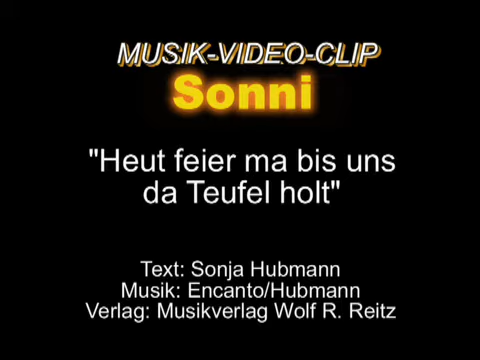 MUSIK-VIDEO-CLIP
Sonni
"Heut feier ma bis uns
da Teufel holt"
Text: Sonja Hubmann
Musik: Encanto/Hubmann
Verlag: Musikverlag Wolf R. Reitz